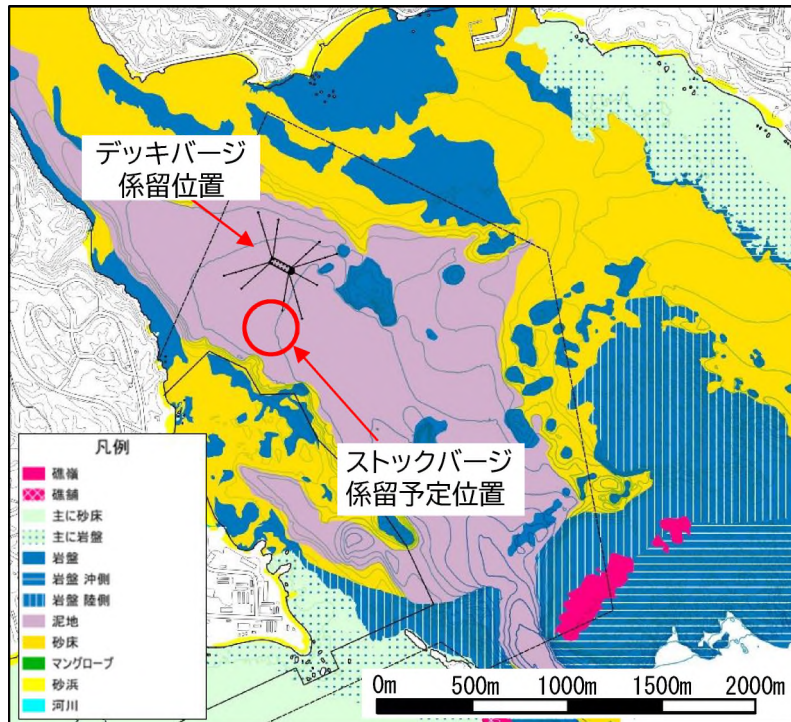 デッキバージ
係留位置
ストックバージ
係留予定位置
凡例
礁嶺
礁舗
主に砂床
主に岩盤
岩盤
岩盤 沖側
岩盤 陸側
泥地
砂床
マングローブ
砂浜
河川
0m 500m 1000m 1500m 2000m